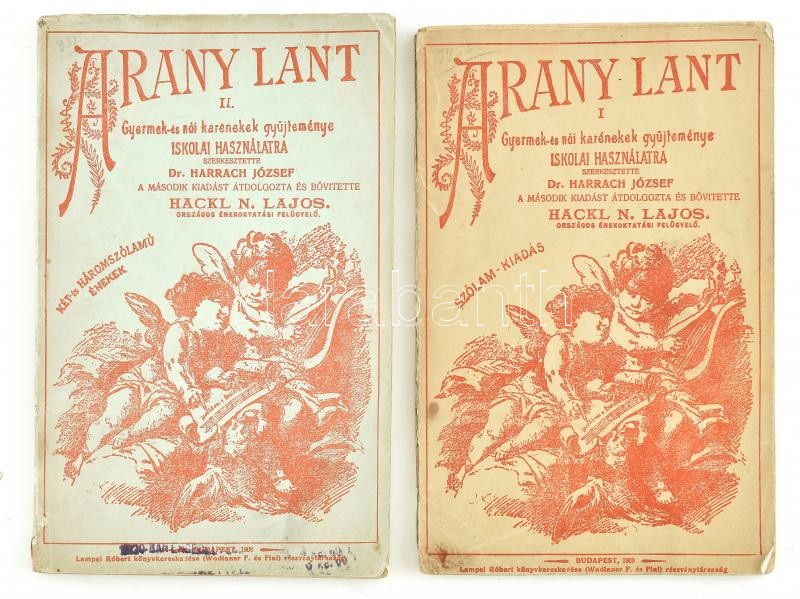 ARANY LANT
II.
Gyermek-és női karénekek gyűjteménye
ISKOLAI HASZNÁLATRA
SZERKESZTETTE
Dr. HARRACH JÓZSEF
A MÁSODIK KIADÁST ÁTDOLGOZTA ÉS BŐVITETTE
HACKL N. LAJOS.
ORSZÁGOS ÉNEKOKTATÁSI FELÜGYELŐ.
KÉT-ÉS HÁROMSZÓLAMÚ
ÉNEKEK
BUDAPEST, 1903
Lampel Róbert könyvkereskedése (Wodianer F. és Fiai) részvénytársaság.
ARANY LANT
I
Gyermek-és női karénekek gyűjteménye
ISKOLAI HASZNÁLATRA
SZERKESZTETTE
Dr. HARRACH JÓZSEF
A MÁSODIK KIADÁST ÁTDOLGOZTA ÉS BŐVITETTE
HACKL N. LAJOS.
ORSZÁGOS ÉNEKOKTATÁSI FELÜGYELŐ.
SZÓLAM-KIADÁS
BUDAPEST, 1903
Lampel Róbert könyvkereskedése (Wodianer F. és Fiai) részvénytársaság.
darabanth